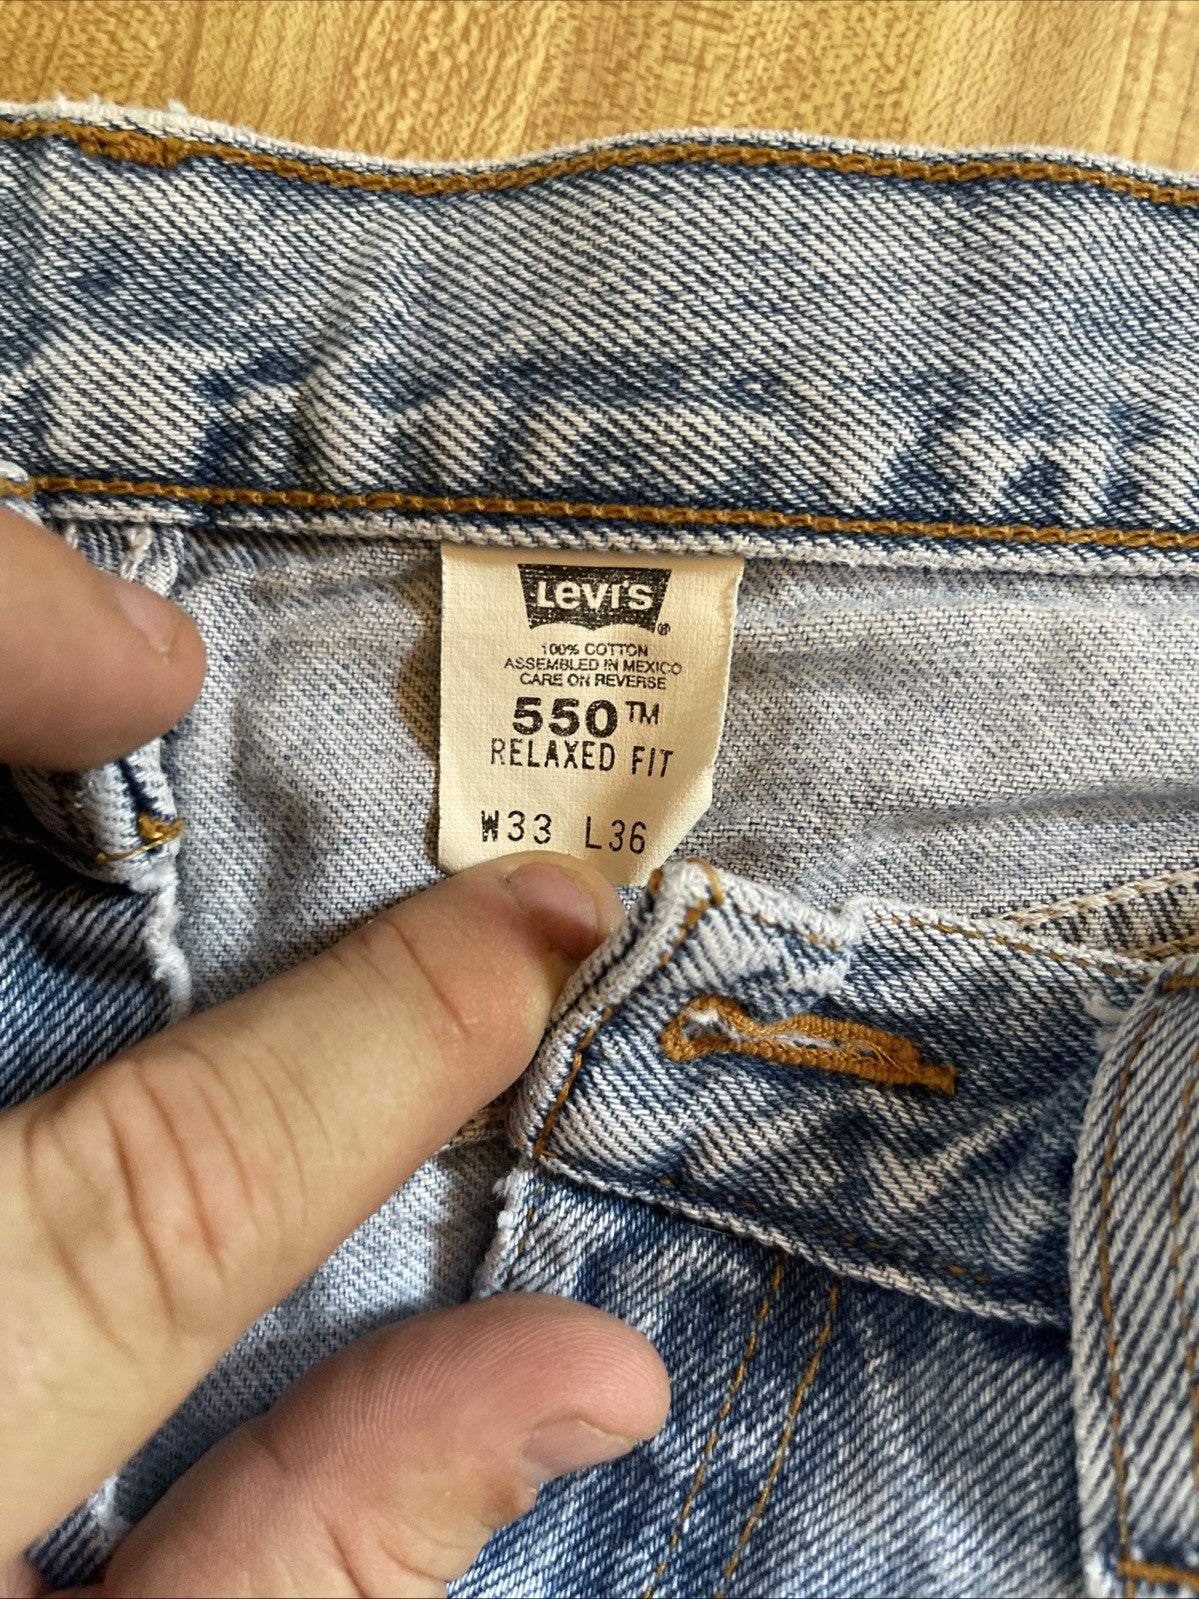 Levi's®
100% COTTON
ASSEMBLED IN MEXICO
CARE ON REVERSE
550™
RELAXED FIT
W33 L36